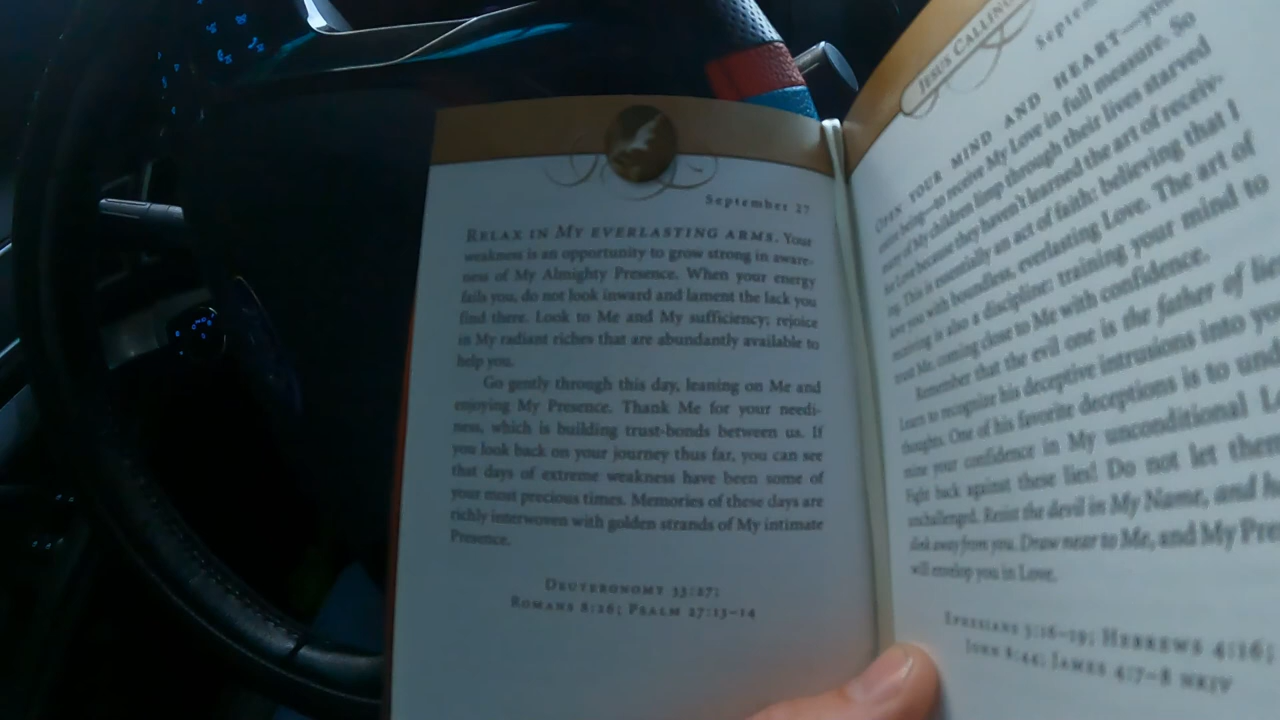 September 27
RELAX IN MY EVERLASTING ARMS. Your
weakness is an opportunity to grow strong in aware-
ness of My Almighty Presence. When your energy
fails you, do not look inward and lament the lack you
find there. Look to Me and My sufficiency; rejoice
in My radiant riches that are abundantly available to
help you.
Go gently through this day, leaning on Me and
enjoying My Presence. Thank Me for your needi-
ness, which is building trust-bonds between us. If
you look back on your journey thus far, you can see
that days of extreme weakness have been some of
your most precious times. Memories of these days are
richly interwoven with golden strands of My intimate
Presence.
DEUTERONOMY 33:27;
ROMANS 8:26; PSALM 27:13–14
JESUS CALLING
Septem
OPEN YOUR MIND AND HEART—your
entire being—to receive My Love in full measure. So
many of My children limp through their lives starved
for Love because they haven't learned the art of receiv-
ing. This is essentially an act of faith: believing that I
love you with boundless, everlasting Love. The art of
receiving is also a discipline: training your mind to
trust Me, coming close to Me with confidence.
Remember that the evil one is the father of lies
Learn to recognize his deceptive intrusions into you
thoughts. One of his favorite deceptions is to und
mine your confidence in My unconditional Lo
Fight back against these lies! Do not let them
unchallenged. Resist the devil in My Name, and he
slink away from you. Draw near to Me, and My Pre
will envelop you in Love.
EPHESIANS 3:16–19; HEBREWS 4:16;
JOHN 8:44; JAMES 4:7–8 NKJV